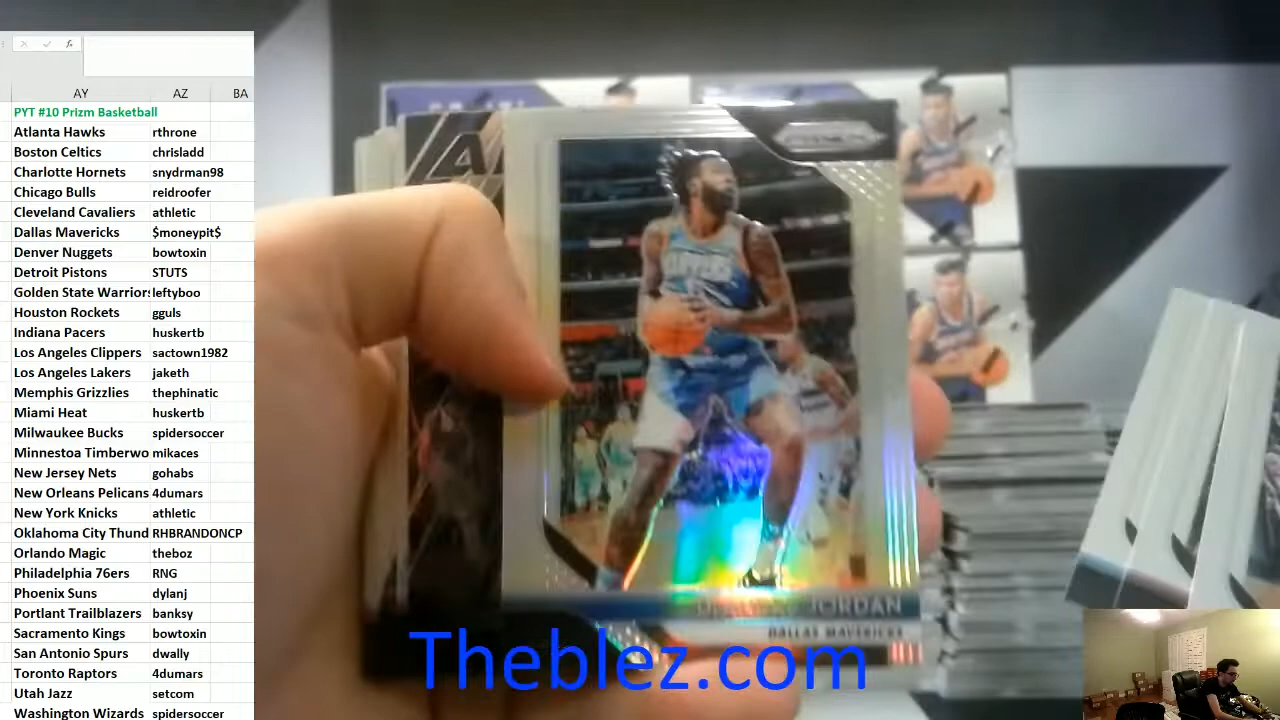 AY AZ BA
PYT #10 Prizm Basketball
Atlanta Hawks rthrone
Boston Celtics chrisladd
Charlotte Hornets snydrman98
Chicago Bulls reidroofer
Cleveland Cavaliers athletic
Dallas Mavericks $moneypit$
Denver Nuggets bowtoxin
Detroit Pistons STUTS
Golden State Warriors leftyboo
Houston Rockets gguls
Indiana Pacers huskertb
Los Angeles Clippers sactown1982
Los Angeles Lakers jaketh
Memphis Grizzlies thephinatic
Miami Heat huskertb
Milwaukee Bucks spidersoccer
Minnestoa Timberwo mikaces
New Jersey Nets gohabs
New Orleans Pelicans 4dumars
New York Knicks athletic
Oklahoma City Thund RHBRANDONCP
Orlando Magic theboz
Philadelphia 76ers RNG
Phoenix Suns dylanj
Portlant Trailblazers banksy
Sacramento Kings bowtoxin
San Antonio Spurs dwally
Toronto Raptors 4dumars
Utah Jazz setcom
Washington Wizards spidersoccer
PRIZM
CLIPPERS
JORDAN
DALLAS MAVERICKS
Theblez.com